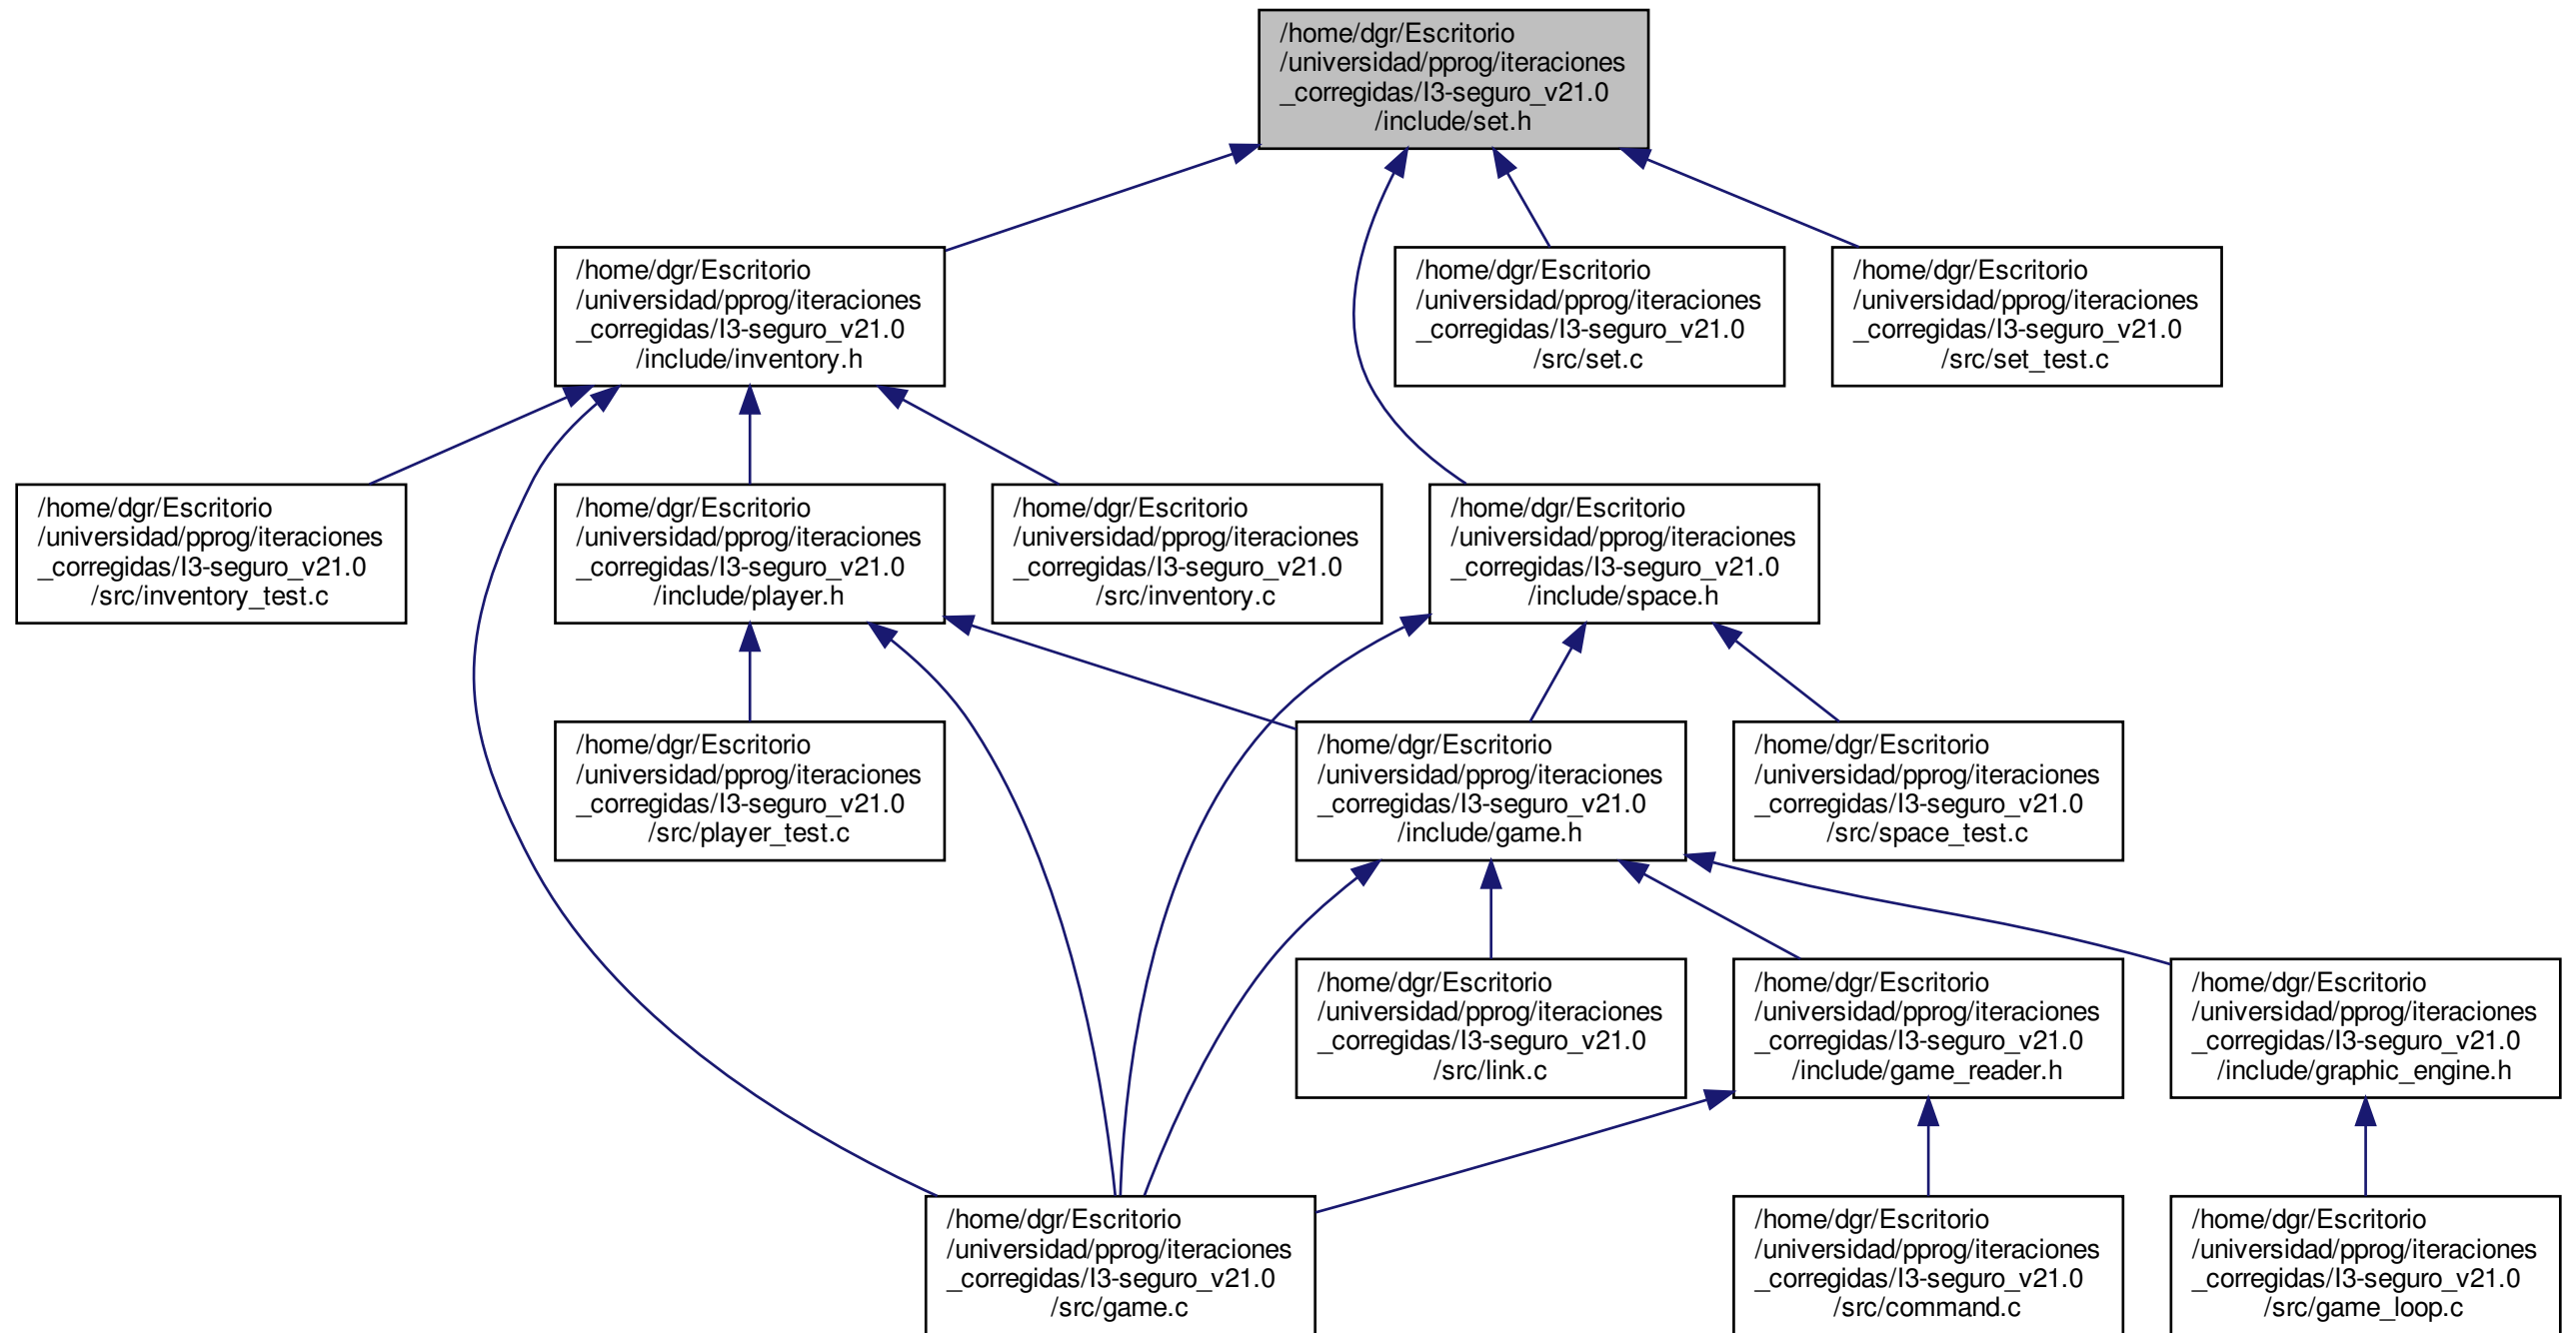 /home/dgr/Escritorio
/universidad/pprog/iteraciones
_corregidas/I3-seguro_v21.0
/include/set.h
/home/dgr/Escritorio
/universidad/pprog/iteraciones
_corregidas/I3-seguro_v21.0
/include/inventory.h
/home/dgr/Escritorio
/universidad/pprog/iteraciones
_corregidas/I3-seguro_v21.0
/src/set.c
/home/dgr/Escritorio
/universidad/pprog/iteraciones
_corregidas/I3-seguro_v21.0
/src/set_test.c
/home/dgr/Escritorio
/universidad/pprog/iteraciones
_corregidas/I3-seguro_v21.0
/src/inventory_test.c
/home/dgr/Escritorio
/universidad/pprog/iteraciones
_corregidas/I3-seguro_v21.0
/include/player.h
/home/dgr/Escritorio
/universidad/pprog/iteraciones
_corregidas/I3-seguro_v21.0
/src/inventory.c
/home/dgr/Escritorio
/universidad/pprog/iteraciones
_corregidas/I3-seguro_v21.0
/include/space.h
/home/dgr/Escritorio
/universidad/pprog/iteraciones
_corregidas/I3-seguro_v21.0
/src/player_test.c
/home/dgr/Escritorio
/universidad/pprog/iteraciones
_corregidas/I3-seguro_v21.0
/include/game.h
/home/dgr/Escritorio
/universidad/pprog/iteraciones
_corregidas/I3-seguro_v21.0
/src/space_test.c
/home/dgr/Escritorio
/universidad/pprog/iteraciones
_corregidas/I3-seguro_v21.0
/src/link.c
/home/dgr/Escritorio
/universidad/pprog/iteraciones
_corregidas/I3-seguro_v21.0
/include/game_reader.h
/home/dgr/Escritorio
/universidad/pprog/iteraciones
_corregidas/I3-seguro_v21.0
/include/graphic_engine.h
/home/dgr/Escritorio
/universidad/pprog/iteraciones
_corregidas/I3-seguro_v21.0
/src/game.c
/home/dgr/Escritorio
/universidad/pprog/iteraciones
_corregidas/I3-seguro_v21.0
/src/command.c
/home/dgr/Escritorio
/universidad/pprog/iteraciones
_corregidas/I3-seguro_v21.0
/src/game_loop.c